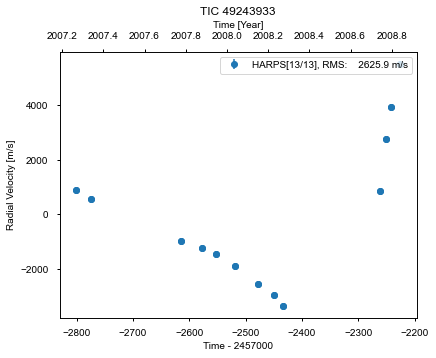 TIC 49243933
Time [Year]
2007.2 2007.4 2007.6 2007.8 2008.0 2008.2 2008.4 2008.6 2008.8
HARPS[13/13], RMS: 2625.9 m/s
4000
2000
0
−2000
Radial Velocity [m/s]
−2800 −2700 −2600 −2500 −2400 −2300 −2200
Time - 2457000